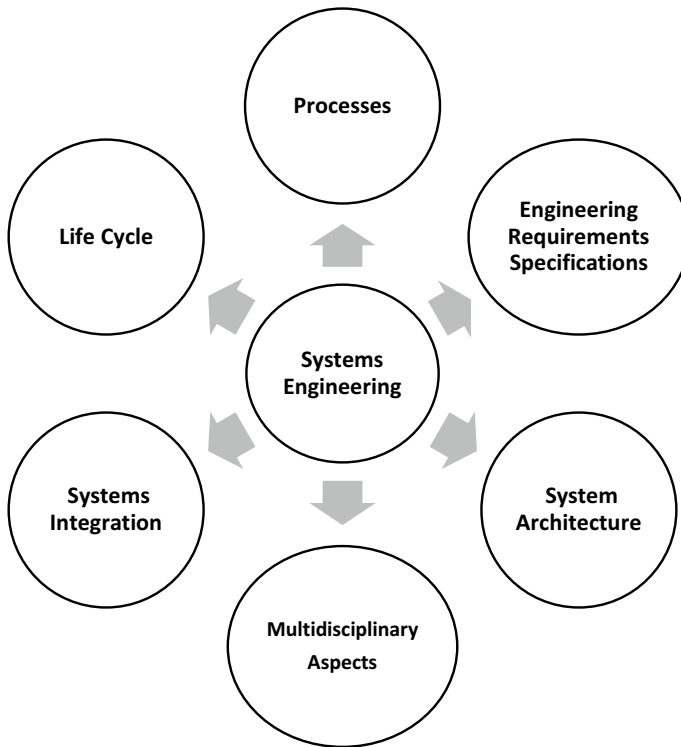 Processes
Engineering
Requirements
Specifications
Life Cycle
Systems
Engineering
System
Architecture
Systems
Integration
Multidisciplinary
Aspects